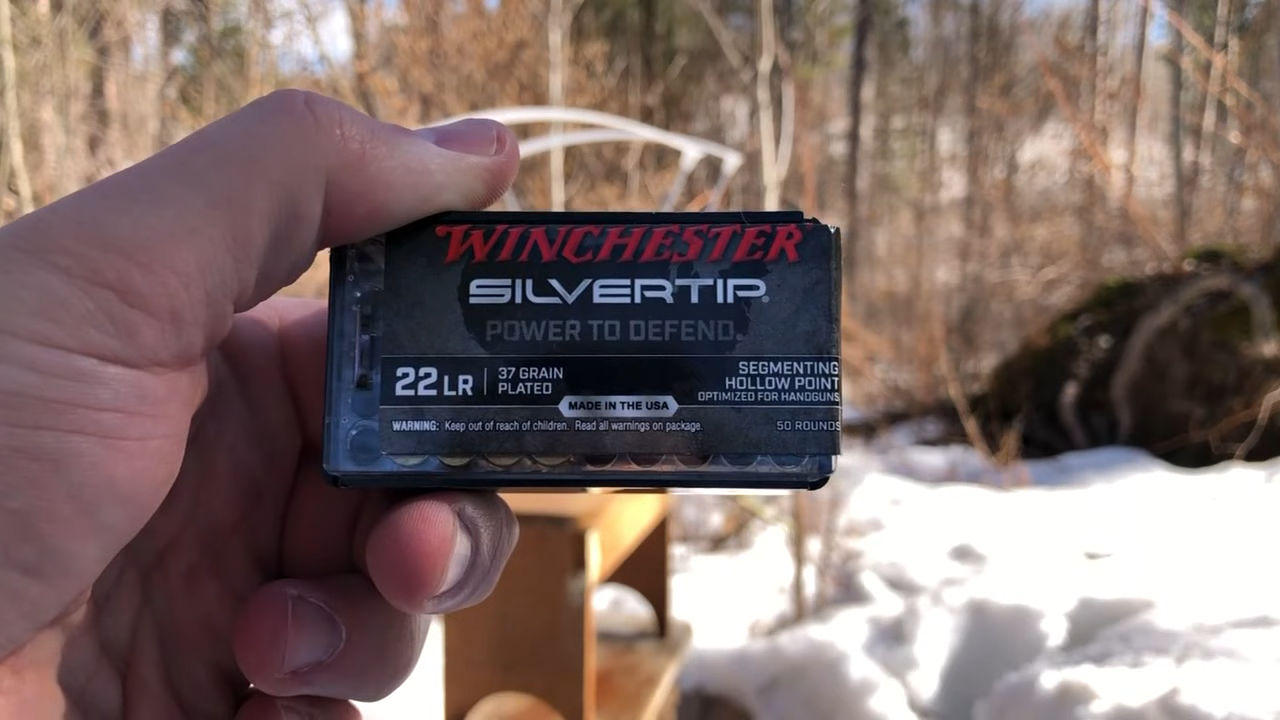 WINCHESTER
SILVERTIP®
POWER TO DEFEND®
22 LR
37 GRAIN
PLATED
SEGMENTING
HOLLOW POINT
OPTIMIZED FOR HANDGUNS
MADE IN THE USA
WARNING: Keep out of reach of children. Read all warnings on package.
50 ROUNDS